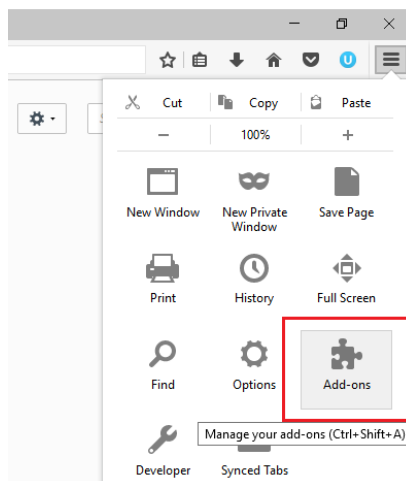 U
Cut Copy Paste
− 100% +
New Window New Private Window Save Page
Print History Full Screen
Find Options Add-ons
Manage your add-ons (Ctrl+Shift+A)
Developer Synced Tabs